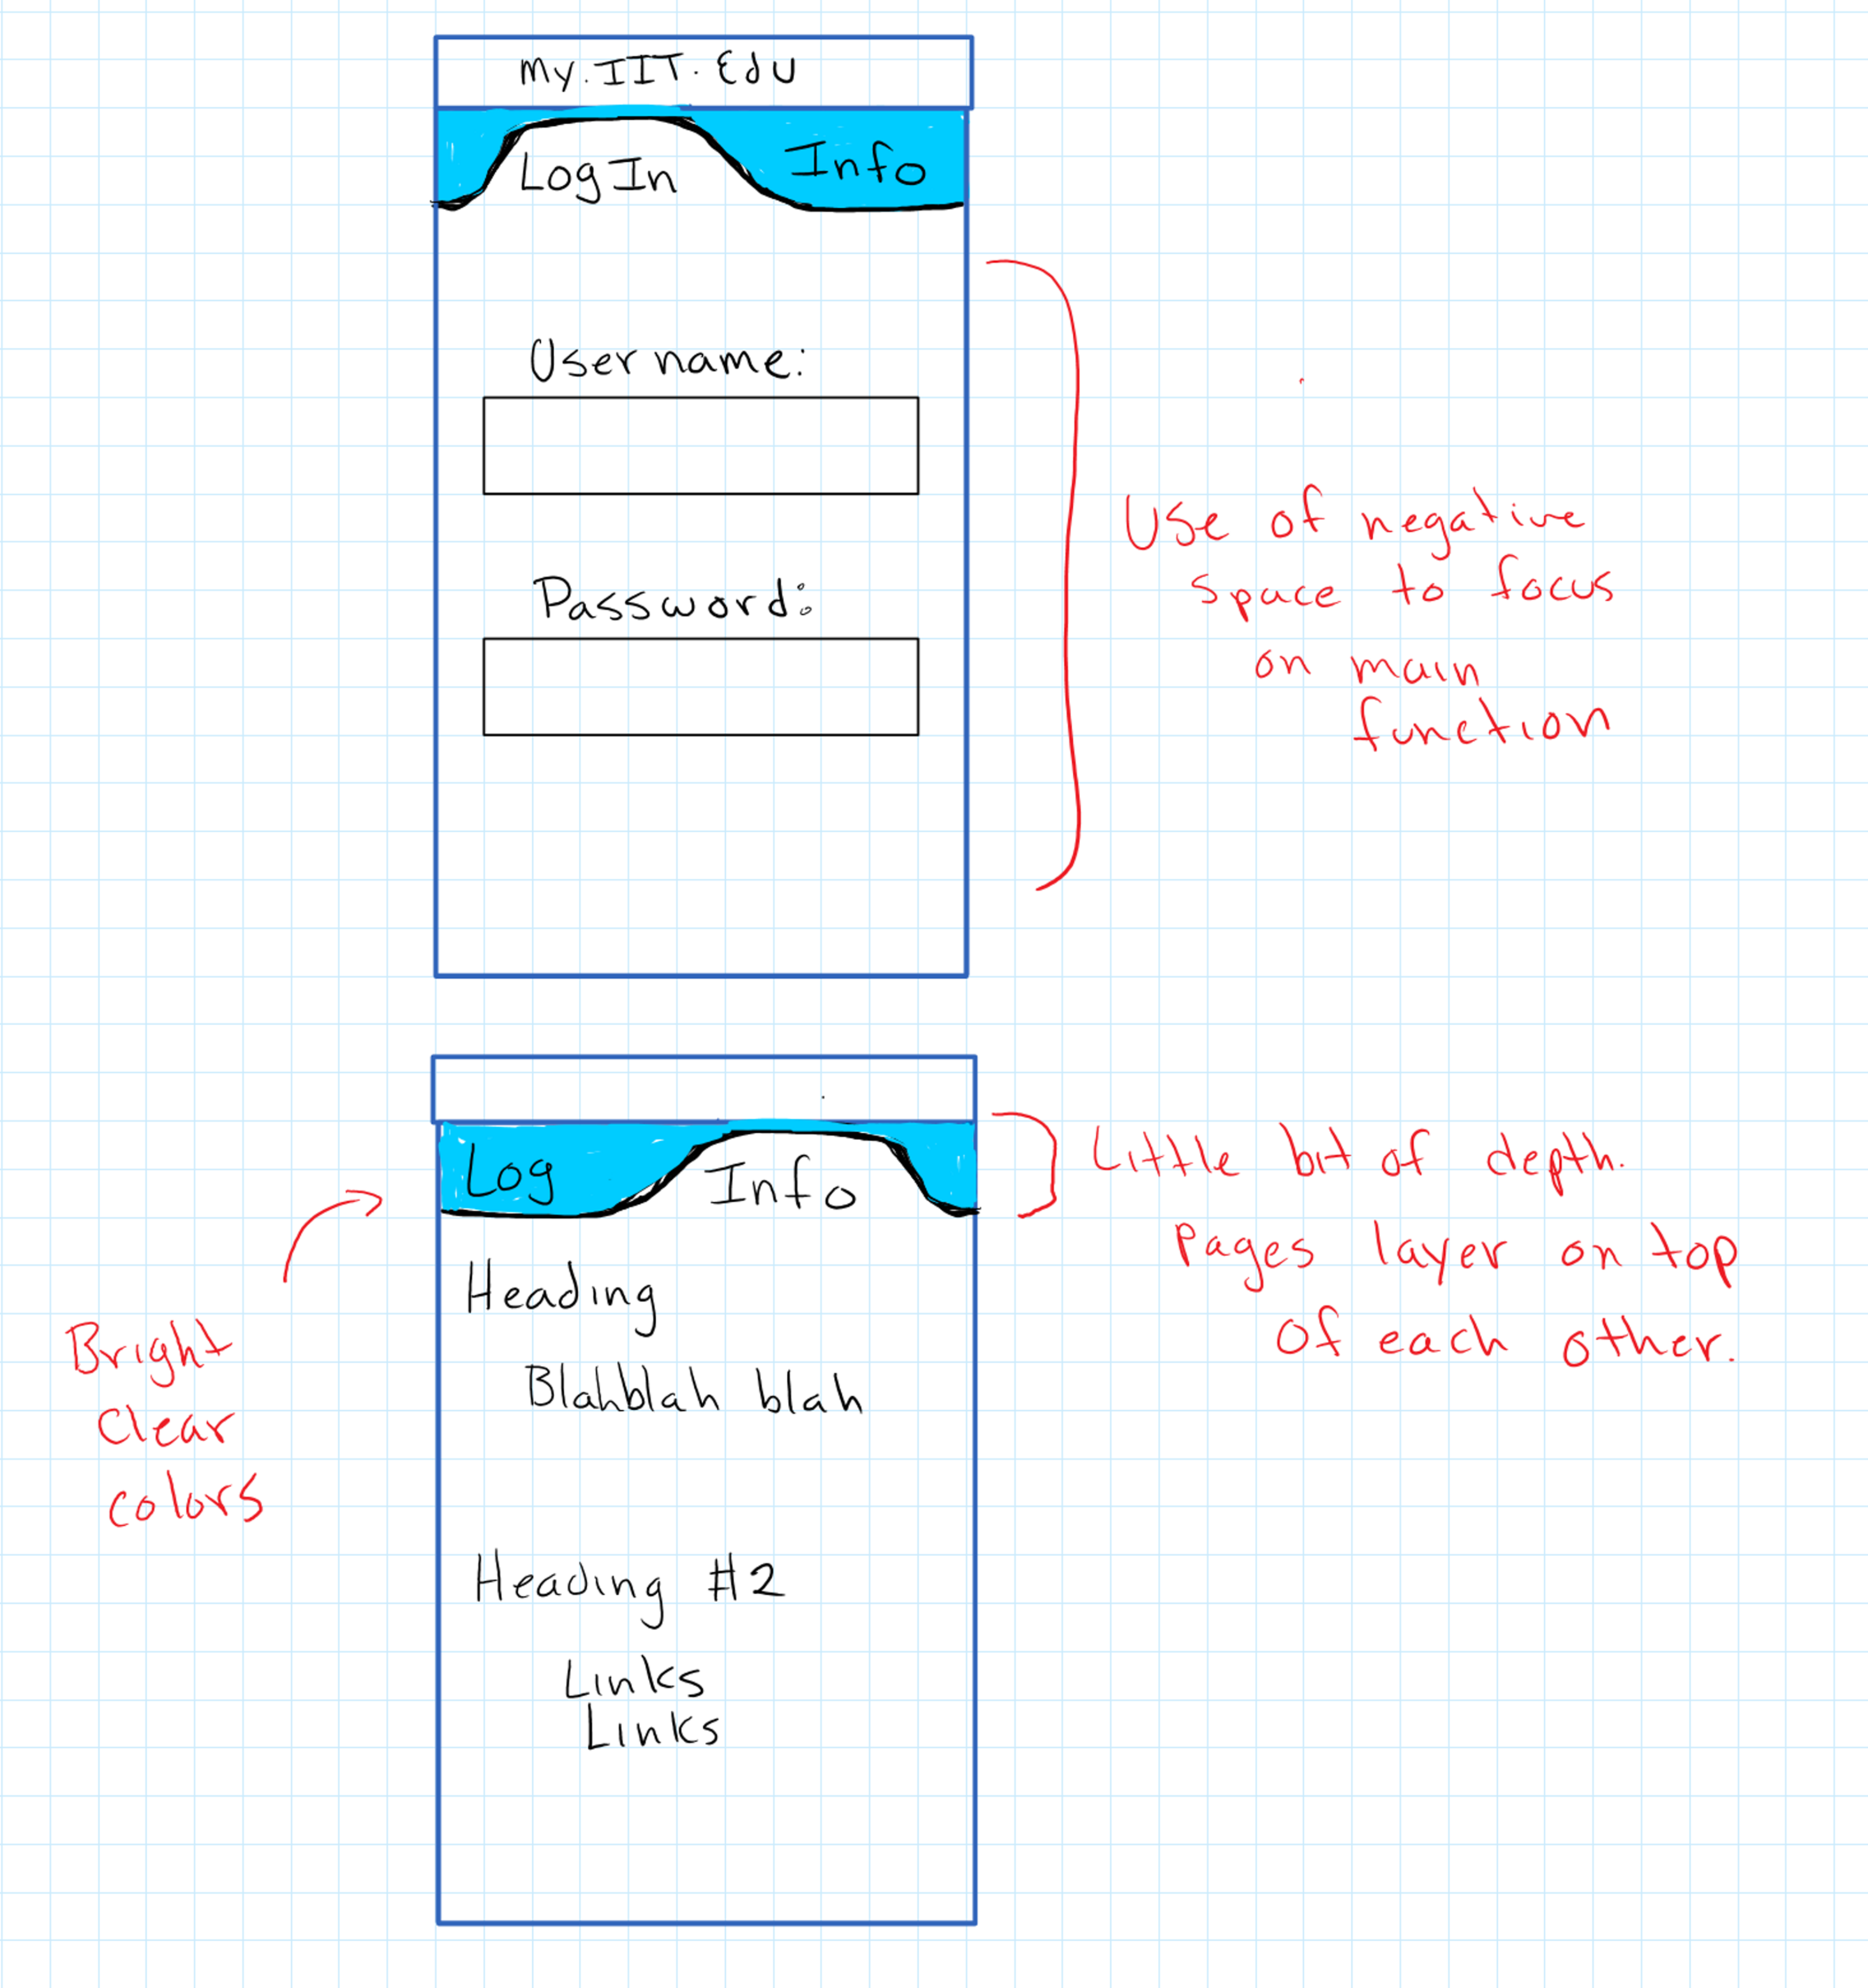 My.IIT.Edu
Log In
Info
Username:
Password:
Use of negative
space to focus
on main
function
Log
Info
Little bit of depth.
Pages layer on top
of each other.
Heading
Blahblah blah
Bright
Clear
colors
Heading #2
Links
Links